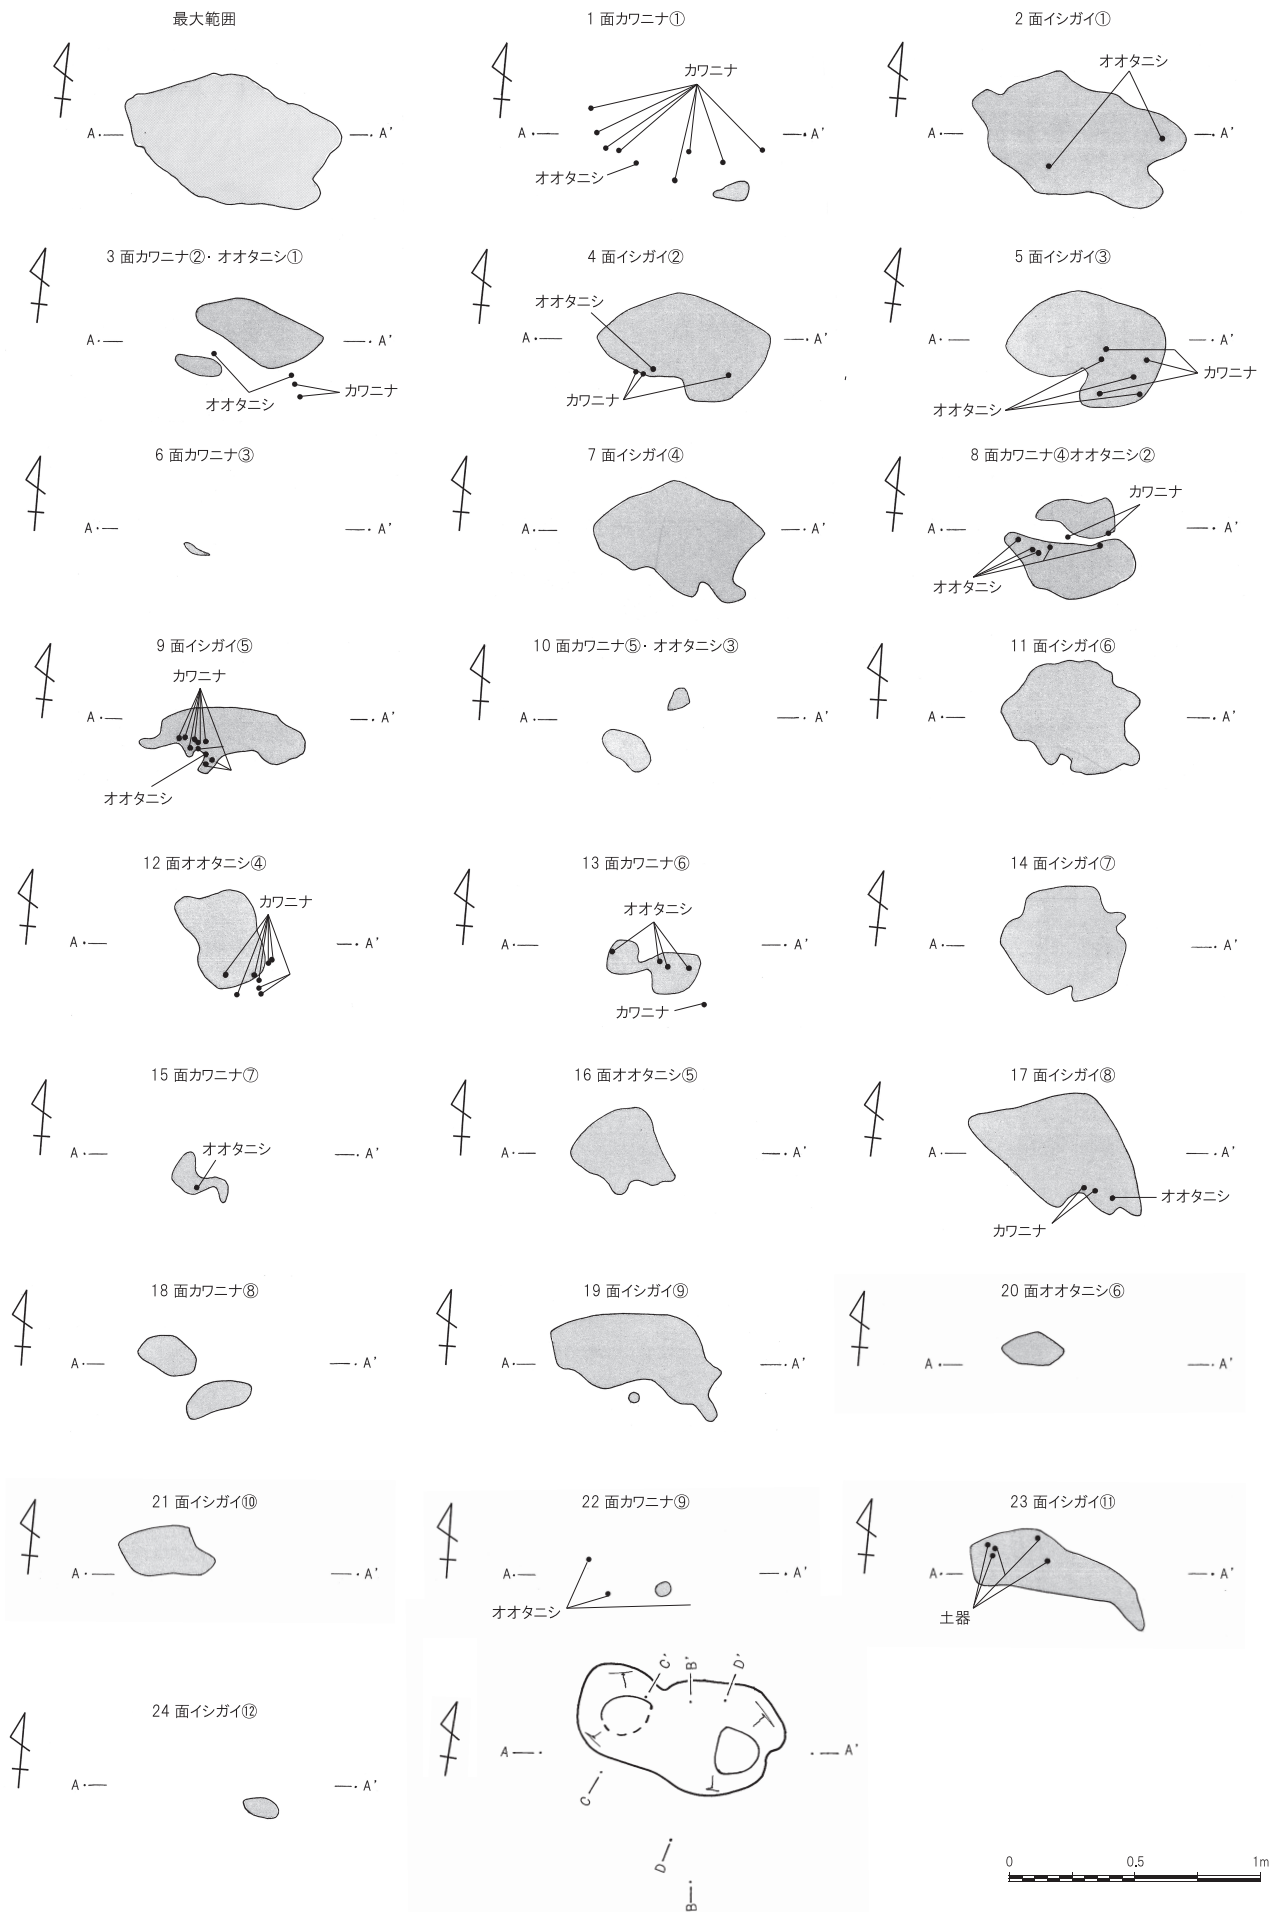 最大範囲
A A'
1 面カワニナ①
カワニナ
A A'
オオタニシ
2 面イシガイ①
オオタニシ
A A'
3 面カワニナ②・オオタニシ①
A A'
オオタニシ
カワニナ
4 面イシガイ②
オオタニシ
A A'
カワニナ
5 面イシガイ③
A A'
カワニナ
オオタニシ
6 面カワニナ③
A A'
7 面イシガイ④
A A'
8 面カワニナ④オオタニシ②
カワニナ
A A'
オオタニシ
9 面イシガイ⑤
カワニナ
A A'
オオタニシ
10 面カワニナ⑤・オオタニシ③
A A'
11 面イシガイ⑥
A A'
12 面オオタニシ④
カワニナ
A A'
13 面カワニナ⑥
オオタニシ
A A'
カワニナ
14 面イシガイ⑦
A A'
15 面カワニナ⑦
オオタニシ
A A'
16 面オオタニシ⑤
A A'
17 面イシガイ⑧
A A'
オオタニシ
カワニナ
18 面カワニナ⑧
A A'
19 面イシガイ⑨
A A'
20 面オオタニシ⑥
A A'
21 面イシガイ⑩
A A'
22 面カワニナ⑨
A A'
オオタニシ
23 面イシガイ⑪
A A'
土器
24 面イシガイ⑫
A A'
C' B' D'
A A'
C
D
B
0 0.5 1m